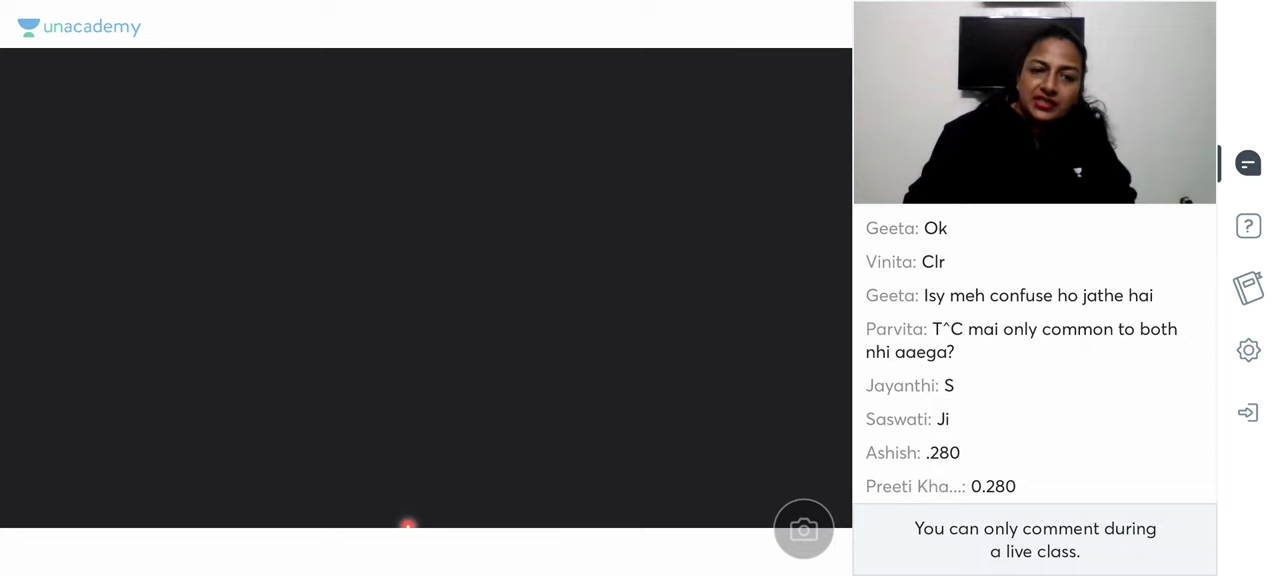 unacademy
Geeta: Ok
Vinita: Clr
Geeta: Isy meh confuse ho jathe hai
Parvita: T^C mai only common to both
nhi aaega?
Jayanthi: S
Saswati: Ji
Ashish: .280
Preeti Kha...: 0.280
You can only comment during
a live class.